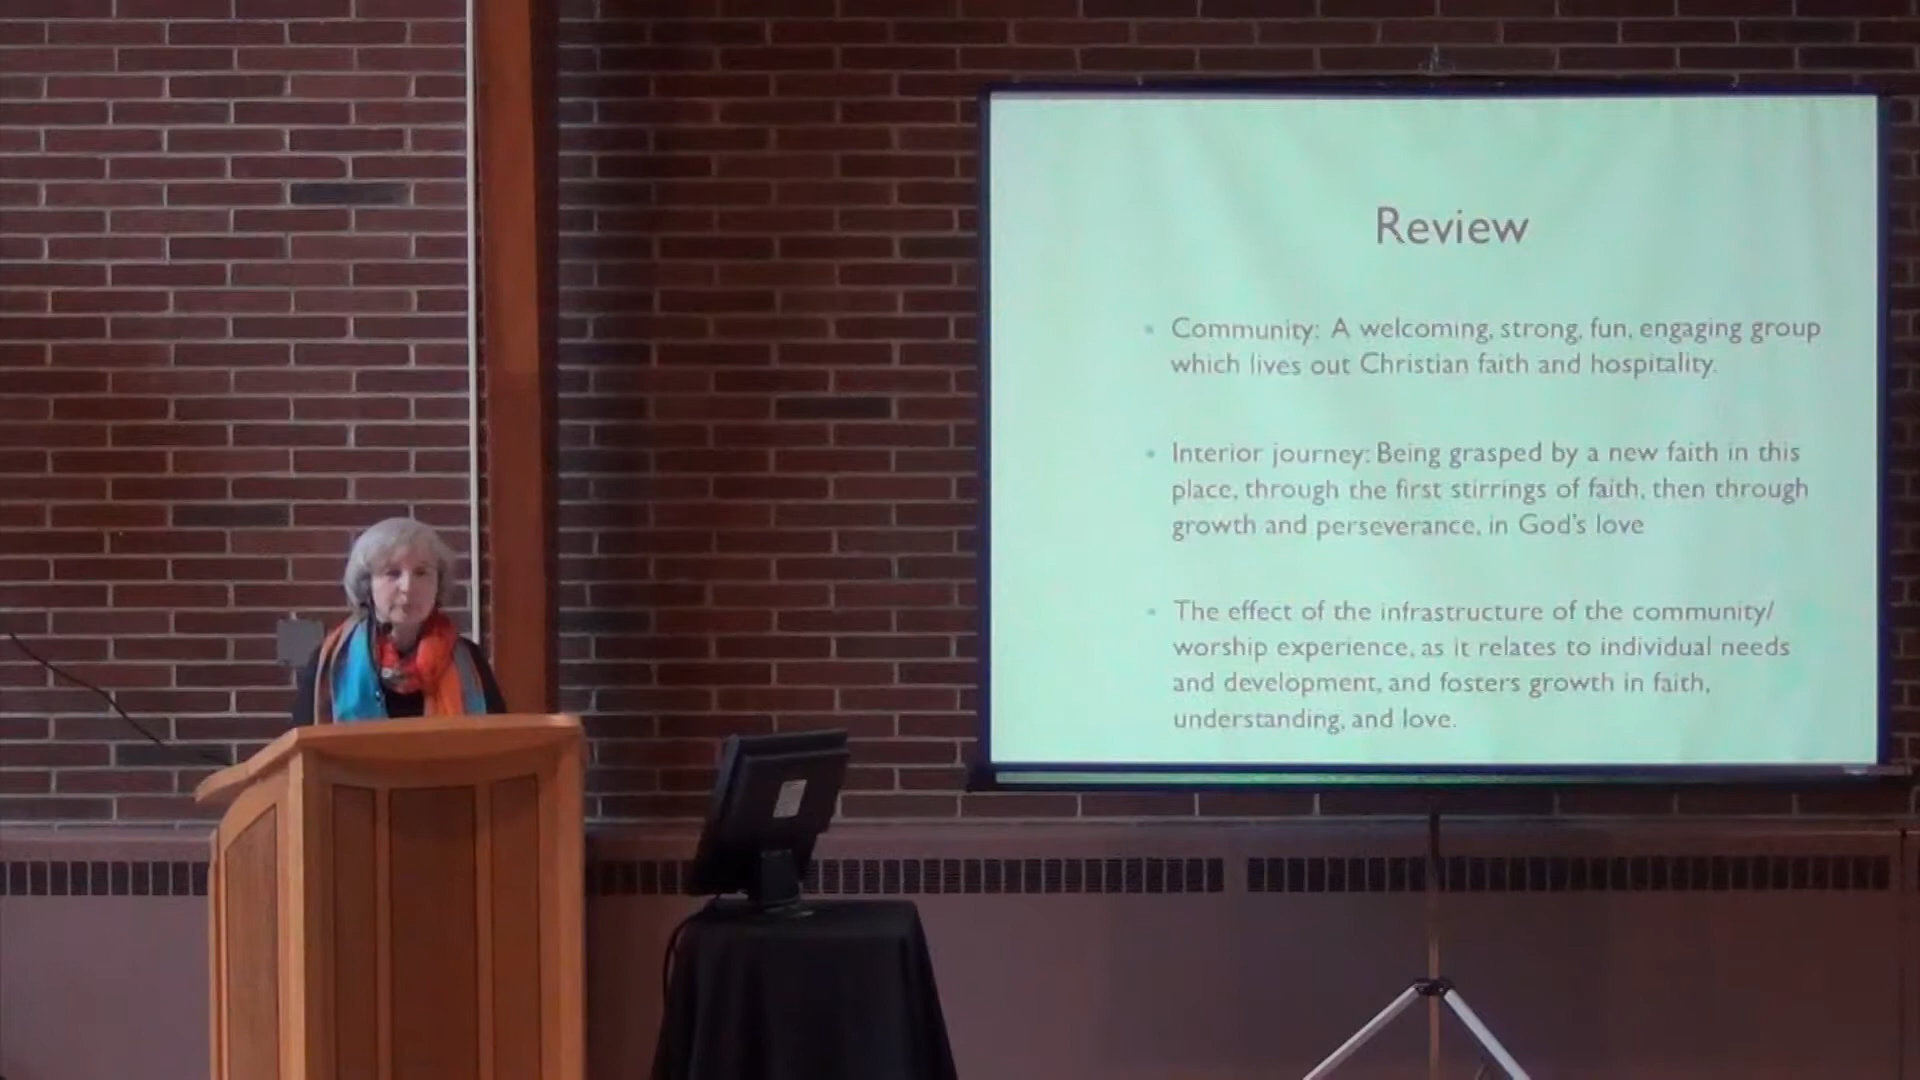 Review
• Community: A welcoming, strong, fun, engaging group
which lives out Christian faith and hospitality.
• Interior journey: Being grasped by a new faith in this
place, through the first stirrings of faith, then through
growth and perseverance, in God's love
• The effect of the infrastructure of the community/
worship experience, as it relates to individual needs
and development, and fosters growth in faith,
understanding, and love.